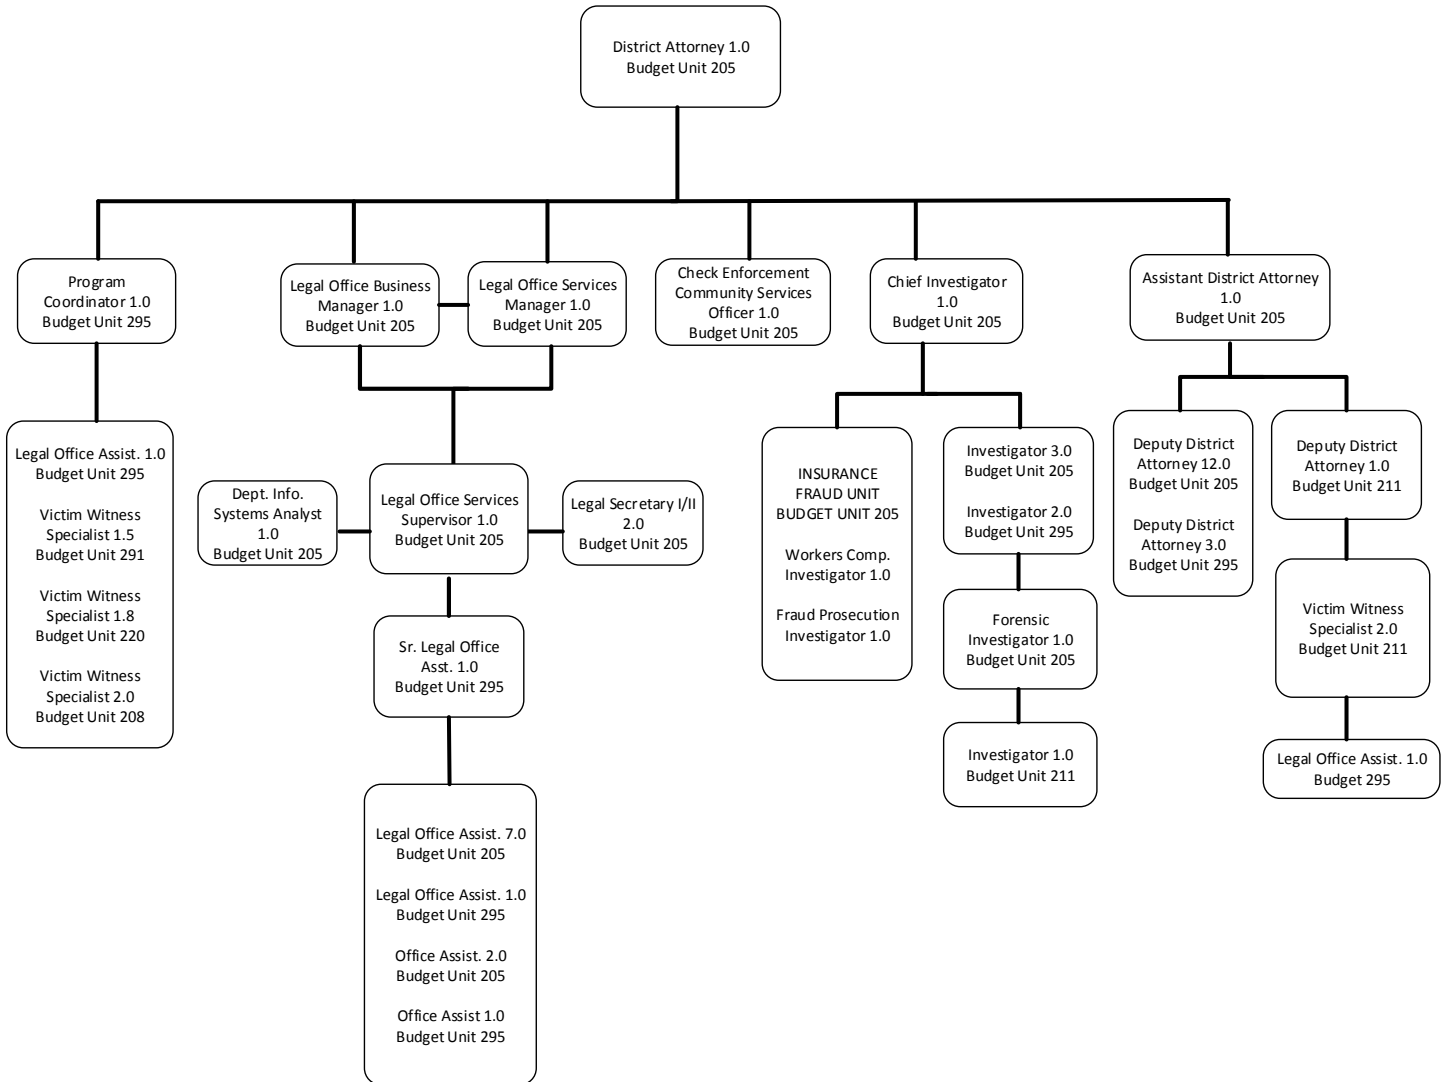 District Attorney 1.0
Budget Unit 205
Program
Coordinator 1.0
Budget Unit 295
Legal Office Business
Manager 1.0
Budget Unit 205
Legal Office Services
Manager 1.0
Budget Unit 205
Check Enforcement
Community Services
Officer 1.0
Budget Unit 205
Chief Investigator
1.0
Budget Unit 205
Assistant District Attorney
1.0
Budget Unit 205
Legal Office Assist. 1.0
Budget Unit 295
Victim Witness
Specialist 1.5
Budget Unit 291
Victim Witness
Specialist 1.8
Budget Unit 220
Victim Witness
Specialist 2.0
Budget Unit 208
Dept. Info.
Systems Analyst
1.0
Budget Unit 205
Legal Office Services
Supervisor 1.0
Budget Unit 205
Legal Secretary I/II
2.0
Budget Unit 205
Sr. Legal Office
Asst. 1.0
Budget Unit 295
Legal Office Assist. 7.0
Budget Unit 205
Legal Office Assist. 1.0
Budget Unit 295
Office Assist. 2.0
Budget Unit 205
Office Assist 1.0
Budget Unit 295
INSURANCE
FRAUD UNIT
BUDGET UNIT 205
Workers Comp.
Investigator 1.0
Fraud Prosecution
Investigator 1.0
Investigator 3.0
Budget Unit 205
Investigator 2.0
Budget Unit 295
Forensic
Investigator 1.0
Budget Unit 205
Investigator 1.0
Budget Unit 211
Deputy District
Attorney 12.0
Budget Unit 205
Deputy District
Attorney 3.0
Budget Unit 295
Deputy District
Attorney 1.0
Budget Unit 211
Victim Witness
Specialist 2.0
Budget Unit 211
Legal Office Assist. 1.0
Budget 295